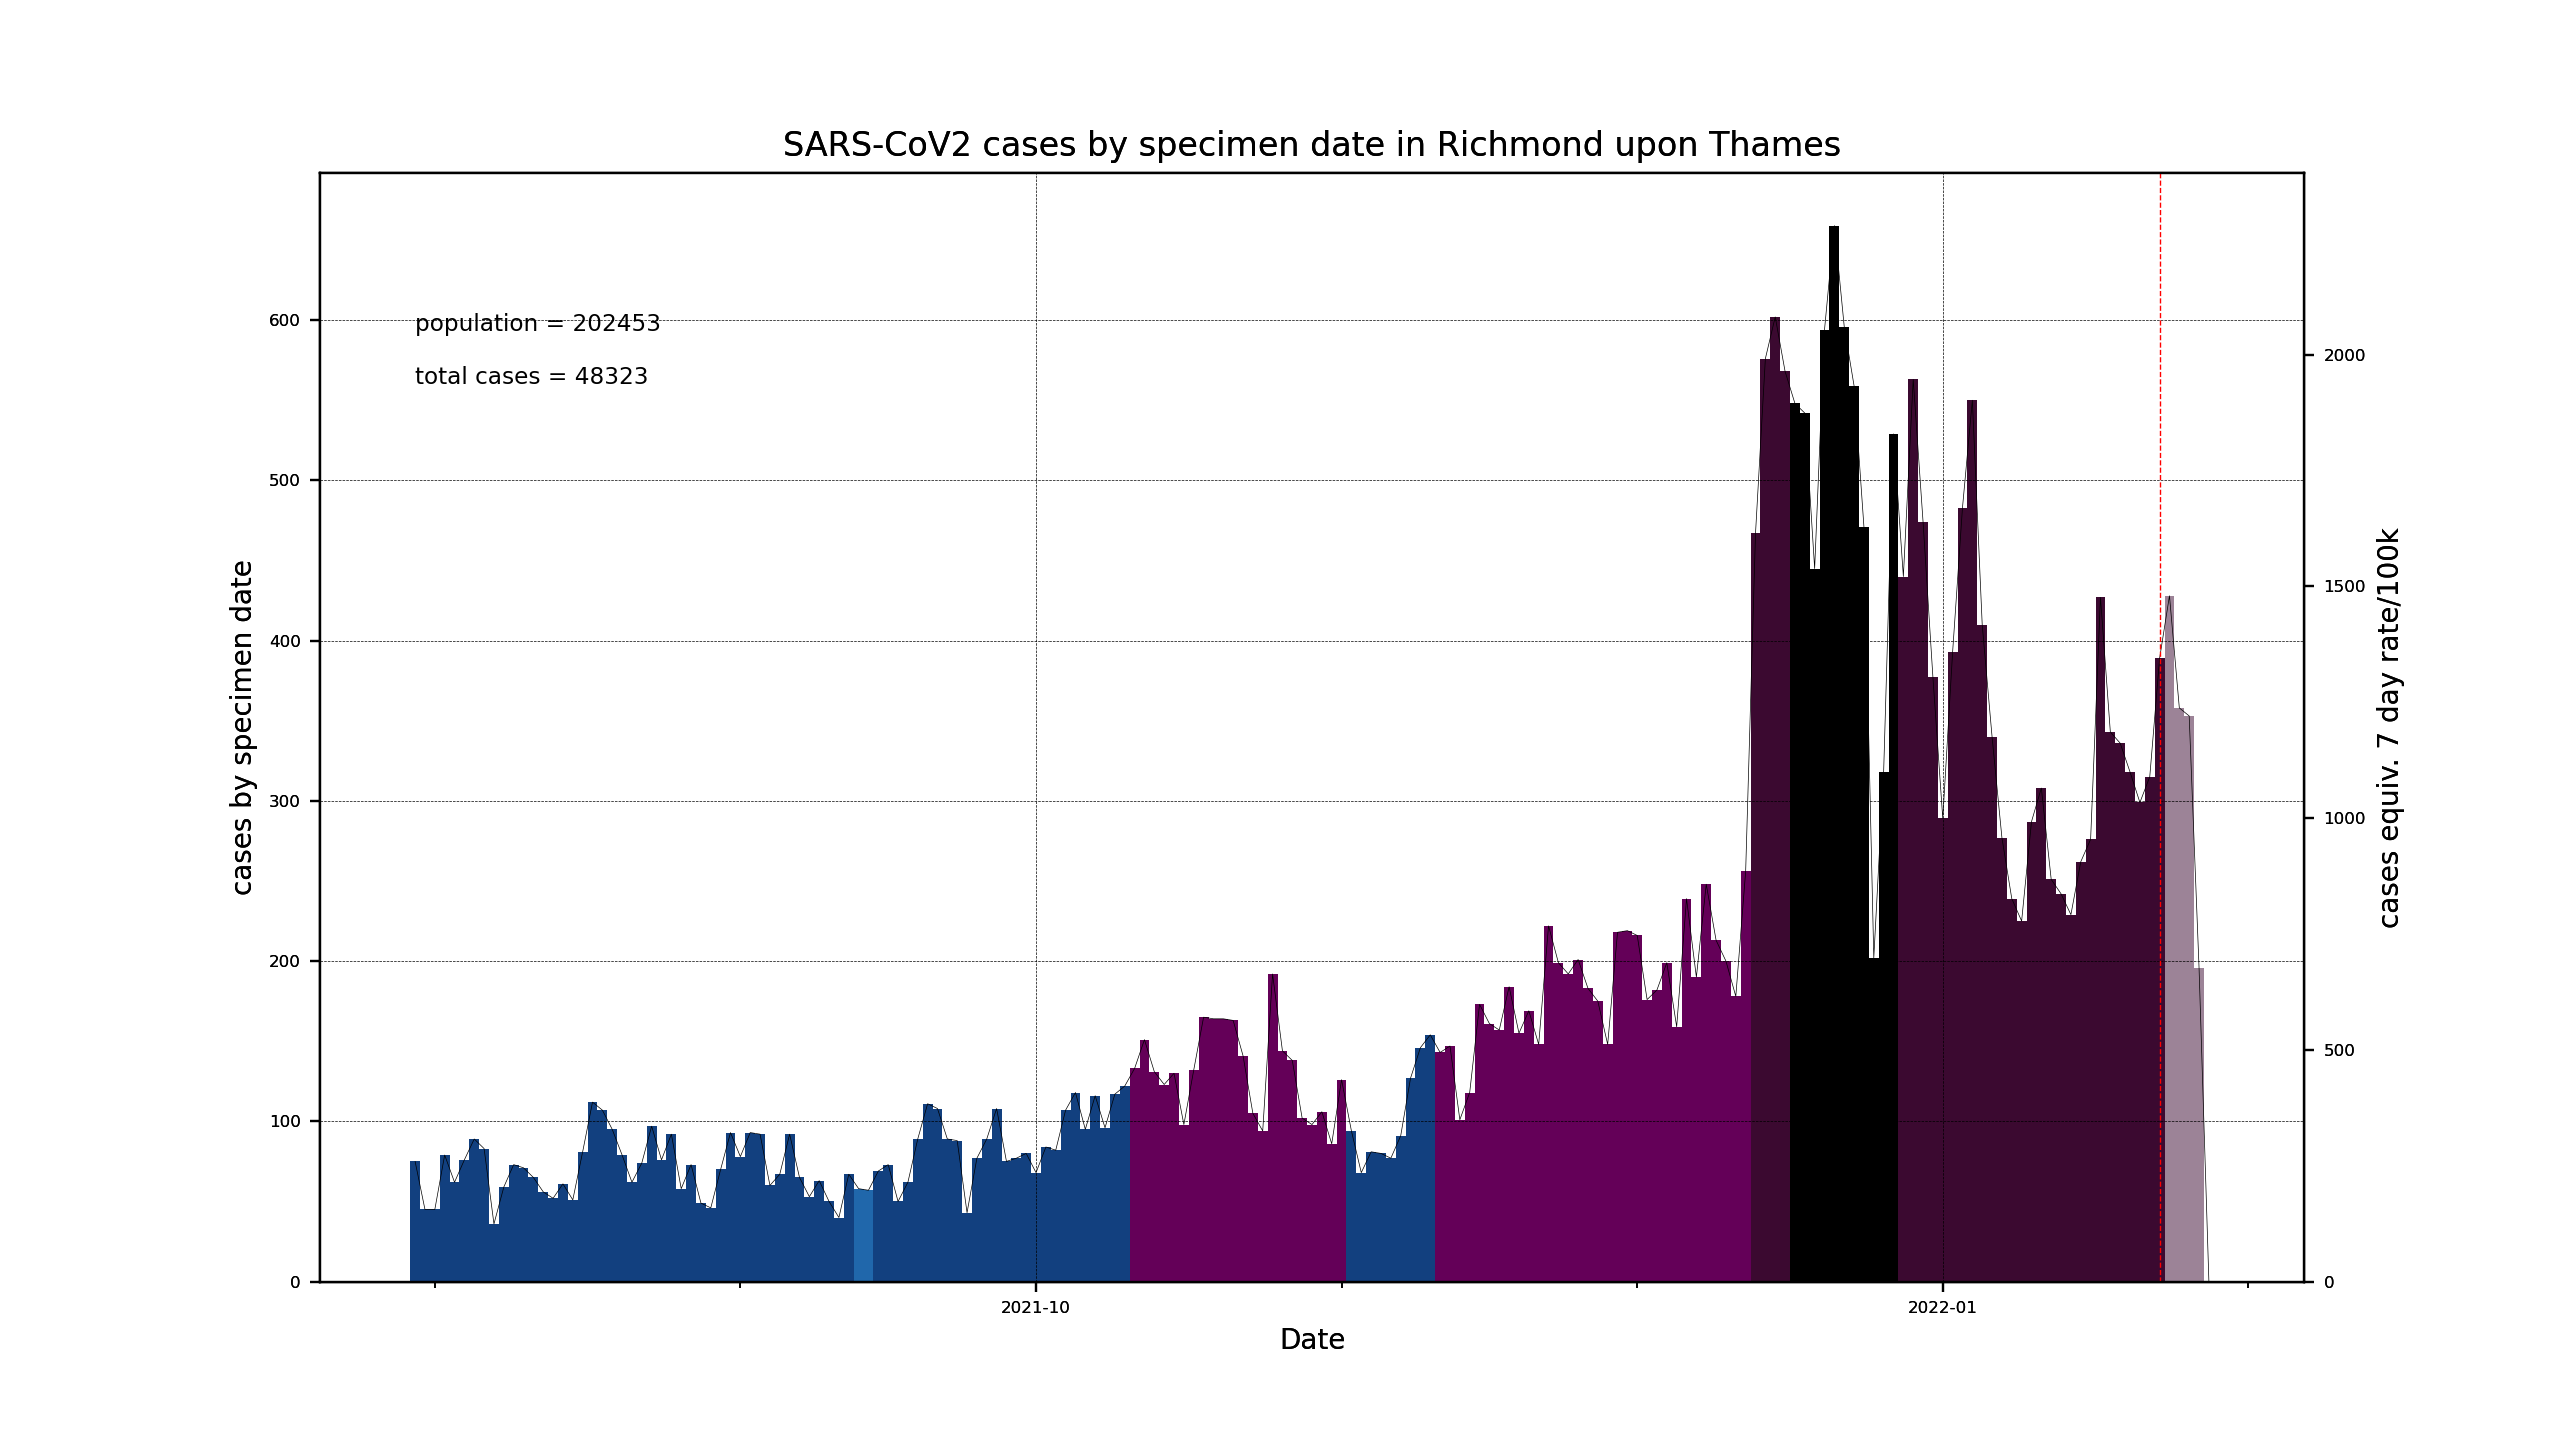 SARS-CoV2 cases by specimen date in Richmond upon Thames
population = 202453
total cases = 48323
cases by specimen date
600
500
400
300
200
100
0
2000
1500
1000
500
0
cases equiv. 7 day rate/100k
2021-10
2022-01
Date